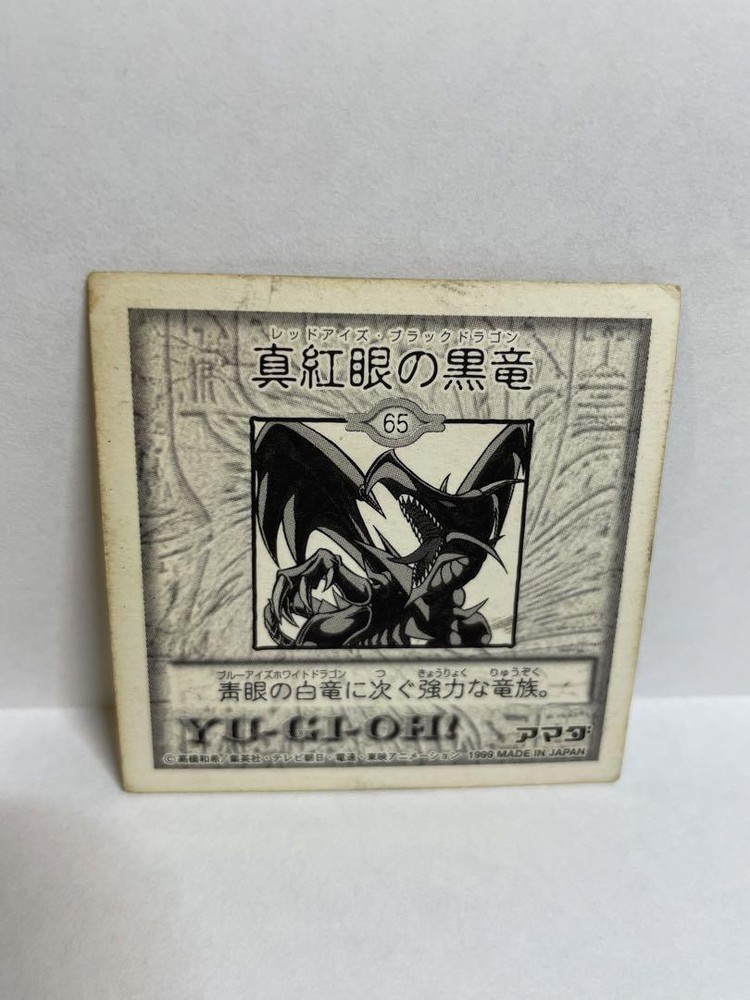 レッドアイズ・ブラックドラゴン
真紅眼の黒竜
65
ブルーアイズホワイトドラゴン つ きょうりょく りゅうぞく
青眼の白竜に次ぐ強力な竜族。
YU-GI-OH!
アマダ
©高橋和希/集英社・テレビ朝日・電通・東映アニメーション 1999 MADE IN JAPAN